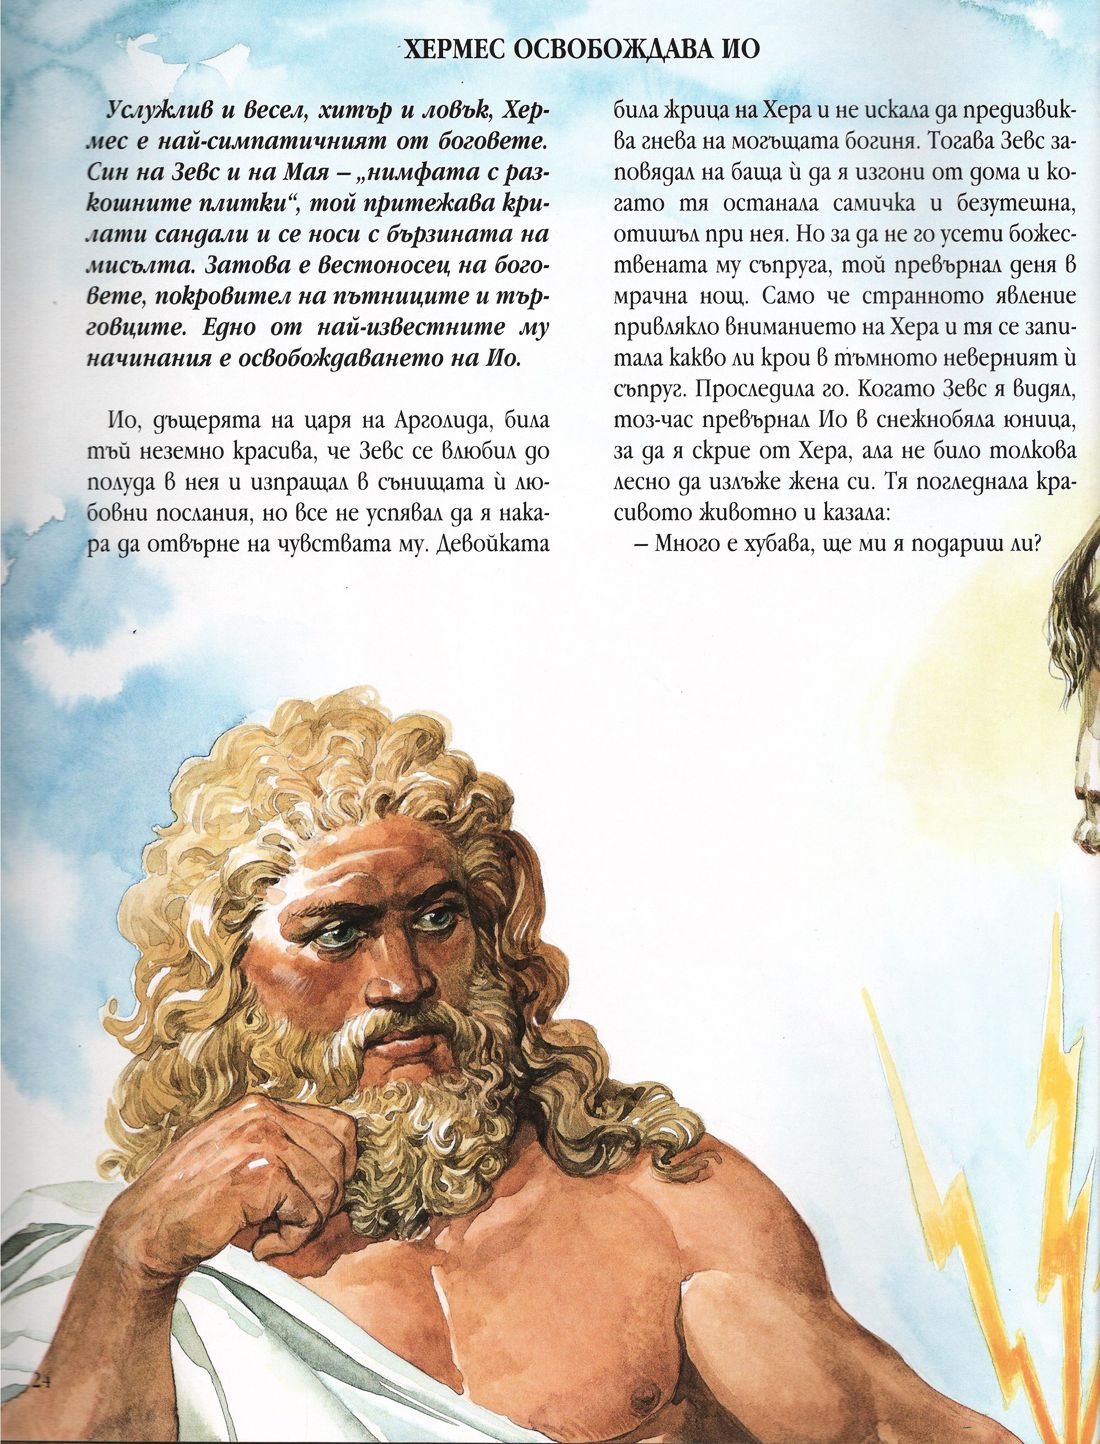 ХЕРМЕС ОСВОБОЖДАВА ИО
Услужлив и весел, хитър и ловък, Хер-
мес е най-симпатичният от боговете.
Син на Зевс и на Мая – „нимфата с раз-
кошните плитки“, той притежава кри-
лати сандали и се носи с бързината на
мисълта. Затова е вестоносец на бого-
вете, покровител на пътниците и тър-
говците. Едно от най-известните му
начинания е освобождаването на Ио.
Ио, дъщерята на царя на Арголида, била
тъй неземно красива, че Зевс се влюбил до
полуда в нея и изпращал в сънищата ѝ лю-
бовни послания, но все не успявал да я нака-
ра да отвърне на чувствата му. Девойката
била жрица на Хера и не искала да предизвик-
ва гнева на могъщата богиня. Тогава Зевс за-
повядал на баща ѝ да я изгони от дома и ко-
гато тя останала самичка и безутешна,
отишъл при нея. Но за да не го усети божес-
твената му съпруга, той превърнал деня в
мрачна нощ. Само че странното явление
привлякло вниманието на Хера и тя се запи-
тала какво ли крои в тъмното неверният ѝ
съпруг. Проследила го. Когато Зевс я видял,
тоз-час превърнал Ио в снежнобяла юница,
за да я скрие от Хера, ала не било толкова
лесно да излъже жена си. Тя погледнала кра-
сивото животно и казала:
– Много е хубава, ще ми я подариш ли?
24